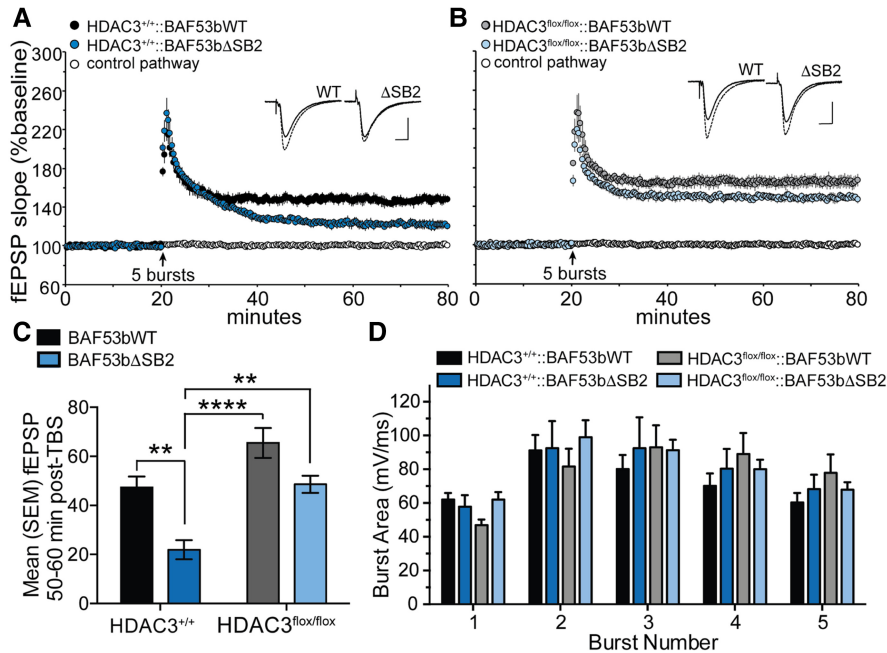 A
HDAC3+/+::BAF53bWT
HDAC3+/+::BAF53bΔSB2
control pathway
300
260
220
180
140
100
60
fEPSP slope (%baseline)
WT ΔSB2
5 bursts
0 20 40 60 80
minutes
B
HDAC3flox/flox::BAF53bWT
HDAC3flox/flox::BAF53bΔSB2
control pathway
WT ΔSB2
5 bursts
0 20 40 60 80
minutes
C
BAF53bWT
BAF53bΔSB2
80
60
40
20
0
Mean (SEM) fEPSP
50-60 min post-TBS
**
****
**
HDAC3+/+ HDAC3flox/flox
D
HDAC3+/+::BAF53bWT HDAC3flox/flox::BAF53bWT
HDAC3+/+::BAF53bΔSB2 HDAC3flox/flox::BAF53bΔSB2
120
100
80
60
40
20
0
Burst Area (mV/ms)
1 2 3 4 5
Burst Number